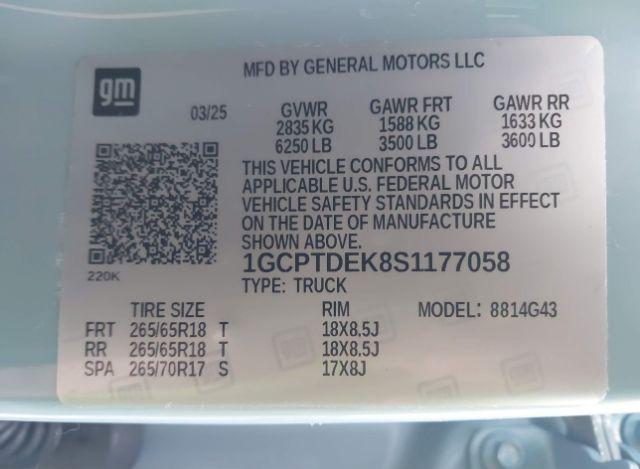 gm
MFD BY GENERAL MOTORS LLC
03/25 GVWR GAWR FRT GAWR RR
2835 KG 1588 KG 1633 KG
6250 LB 3500 LB 3600 LB
THIS VEHICLE CONFORMS TO ALL
APPLICABLE U.S. FEDERAL MOTOR
VEHICLE SAFETY STANDARDS IN EFFECT
ON THE DATE OF MANUFACTURE
SHOWN ABOVE.
220K
1GCPTDEK8S1177058
TYPE: TRUCK
TIRE SIZE RIM MODEL: 8814G43
FRT 265/65R18 T 18X8.5J
RR 265/65R18 T 18X8.5J
SPA 265/70R17 S 17X8J